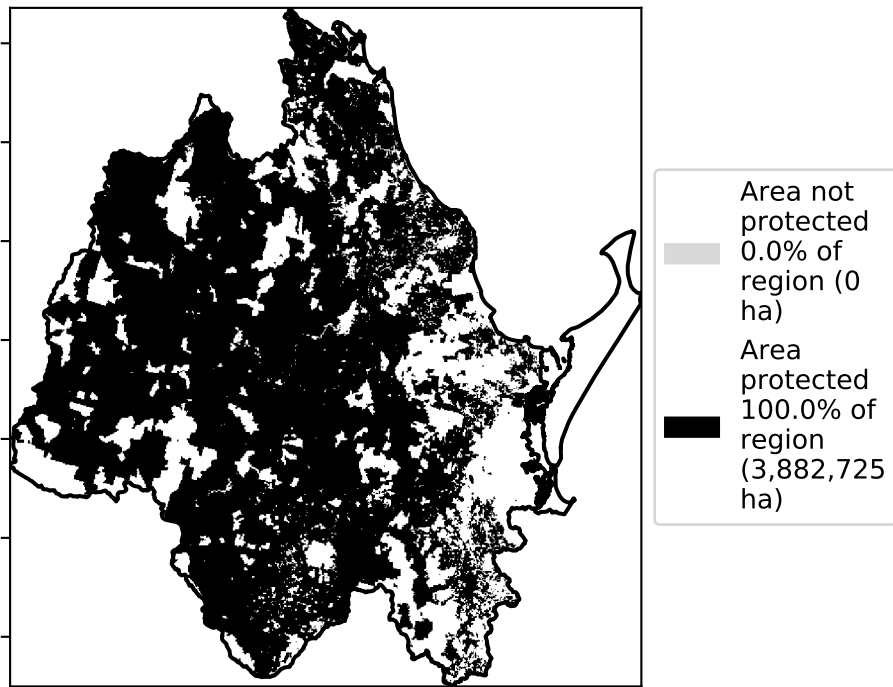 Area not
protected
0.0% of
region (0
ha)
Area
protected
100.0% of
region
(3,882,725
ha)